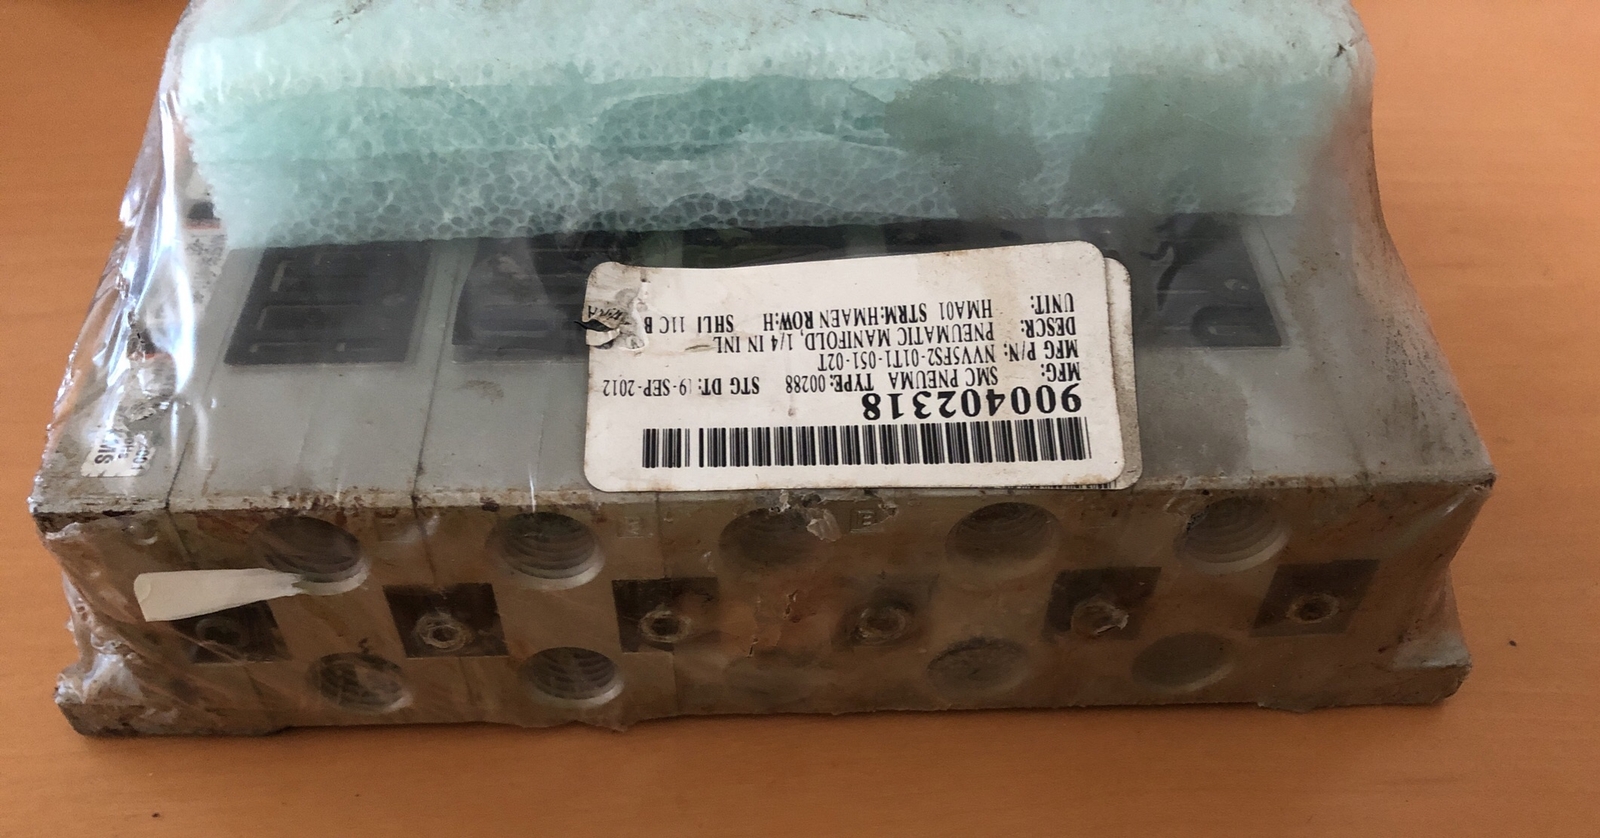 900402318
MFG: SMC PNEUMA TYPE: 00288 STG DT: 19-SEP-2012
MFG P/N: NVV5FS2-01T1-051-02T
DESCR: PNEUMATIC MANIFOLD, 1/4 IN INL
UNIT: HMA01 STRM:HMAEN ROW:H SHLF 11C B
B